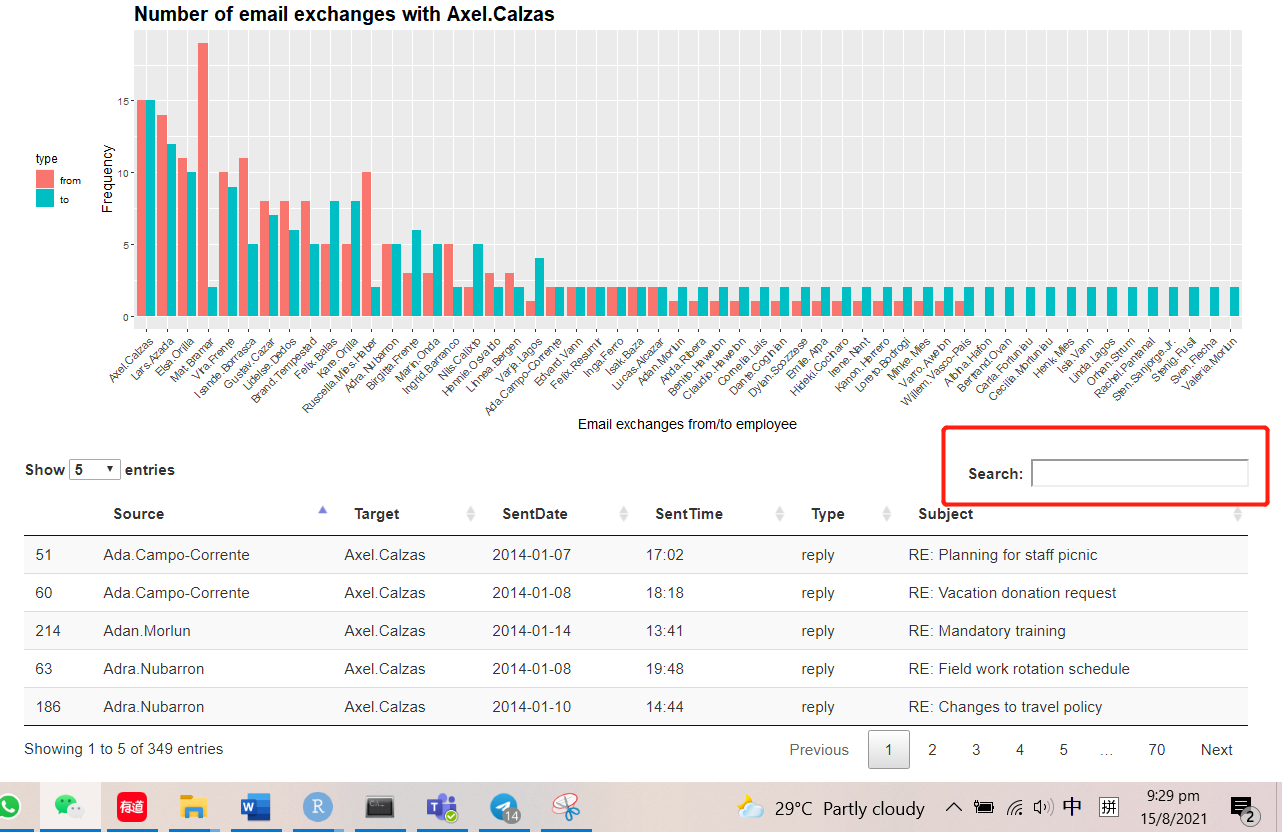 Number of email exchanges with Axel.Calzas
15
10
5
0
Frequency
type
from
to
Axel.Calzas
Lars.Azada
Elsa.Orilla
Mat.Bramar
Vira.Frente
Isande.Borrasca
Gustav.Cazar
Lidelse.Dedos
Brand.Tempestad
Felix.Balas
Kare.Orilla
Ruscella.Mies.Haber
Adra.Nubarron
Birgitta.Frente
Marin.Onda
Ingrid.Barranco
Nils.Calixto
Hennie.Osvaldo
Linnea.Bergen
Varja.Lagos
Ada.Campo-Corrente
Edvard.Vann
Felix.Resumir
Inga.Ferro
Isak.Baza
Lucas.Alcazar
Adan.Morlun
Anda.Ribera
Benito.Hawelon
Claudio.Hawelon
Cornelia.Lais
Dante.Coginian
Dylan.Scozzese
Emile.Arpa
Hideki.Cocinaro
Irene.Nant
Kanon.Herrero
Loreto.Bodrogi
Minke.Mies
Varro.Awelon
Willem.Vasco-Pais
Albina.Hafon
Bertrand.Ovan
Carla.Forluniau
Cecilia.Morluniau
Henk.Mies
Isia.Vann
Linda.Lagos
Orhan.Strum
Rachel.Pantanal
Sten.Sanjorge.Jr.
Stenig.Fusil
Sven.Flecha
Valeria.Morlun
Email exchanges from/to employee
Show 5 entries
Search:
Source Target SentDate SentTime Type Subject
51 Ada.Campo-Corrente Axel.Calzas 2014-01-07 17:02 reply RE: Planning for staff picnic
60 Ada.Campo-Corrente Axel.Calzas 2014-01-08 18:18 reply RE: Vacation donation request
214 Adan.Morlun Axel.Calzas 2014-01-14 13:41 reply RE: Mandatory training
63 Adra.Nubarron Axel.Calzas 2014-01-08 19:48 reply RE: Field work rotation schedule
186 Adra.Nubarron Axel.Calzas 2014-01-10 14:44 reply RE: Changes to travel policy
Showing 1 to 5 of 349 entries
Previous 1 2 3 4 5 … 70 Next
有道
W
R
C:\
T
14
29°C Partly cloudy
中
拼
9:29 pm
15/8/2021
2